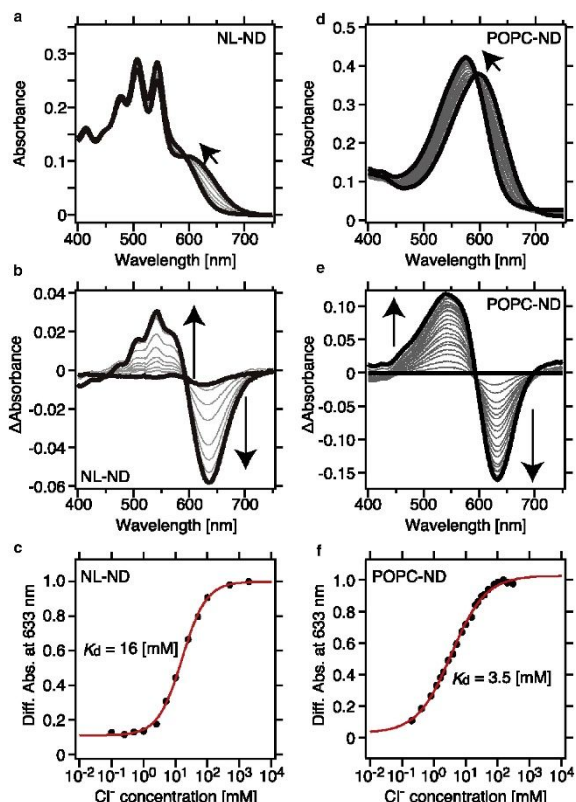 a
NL-ND
Absorbance
0.3
0.2
0.1
0
400 500 600 700
Wavelength [nm]
b
ΔAbsorbance
0.04
0.02
0
-0.02
-0.04
-0.06
NL-ND
400 500 600 700
Wavelength [nm]
c
NL-ND
Diff. Abs. at 633 nm
1.0
0.8
0.6
0.4
0.2
0
Kd = 16 [mM]
10⁻² 10⁻¹ 10⁰ 10¹ 10² 10³ 10⁴
Cl⁻ concentration [mM]
d
POPC-ND
Absorbance
0.5
0.4
0.3
0.2
0.1
0
400 500 600 700
Wavelength [nm]
e
POPC-ND
ΔAbsorbance
0.10
0.05
0
-0.05
-0.10
-0.15
400 500 600 700
Wavelength [nm]
f
POPC-ND
Diff. Abs. at 633 nm
1.0
0.8
0.6
0.4
0.2
0
Kd = 3.5 [mM]
10⁻² 10⁻¹ 10⁰ 10¹ 10² 10³ 10⁴
Cl⁻ concentration [mM]